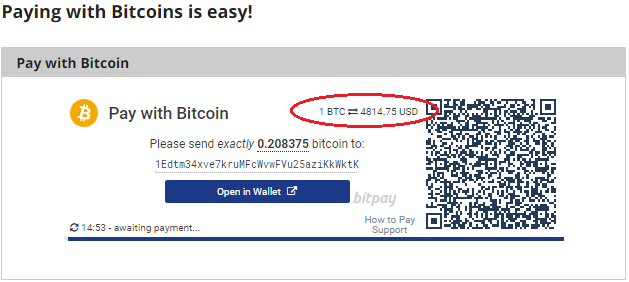 Paying with Bitcoins is easy!
Pay with Bitcoin
Pay with Bitcoin
1 BTC ⇄ 4814.75 USD
Please send exactly 0.208375 bitcoin to:
1Edtm34xve7kruMFcWvwFVu25aziKkWktK
Open in Wallet
bitpay
How to Pay
Support
14:53 - awaiting payment...